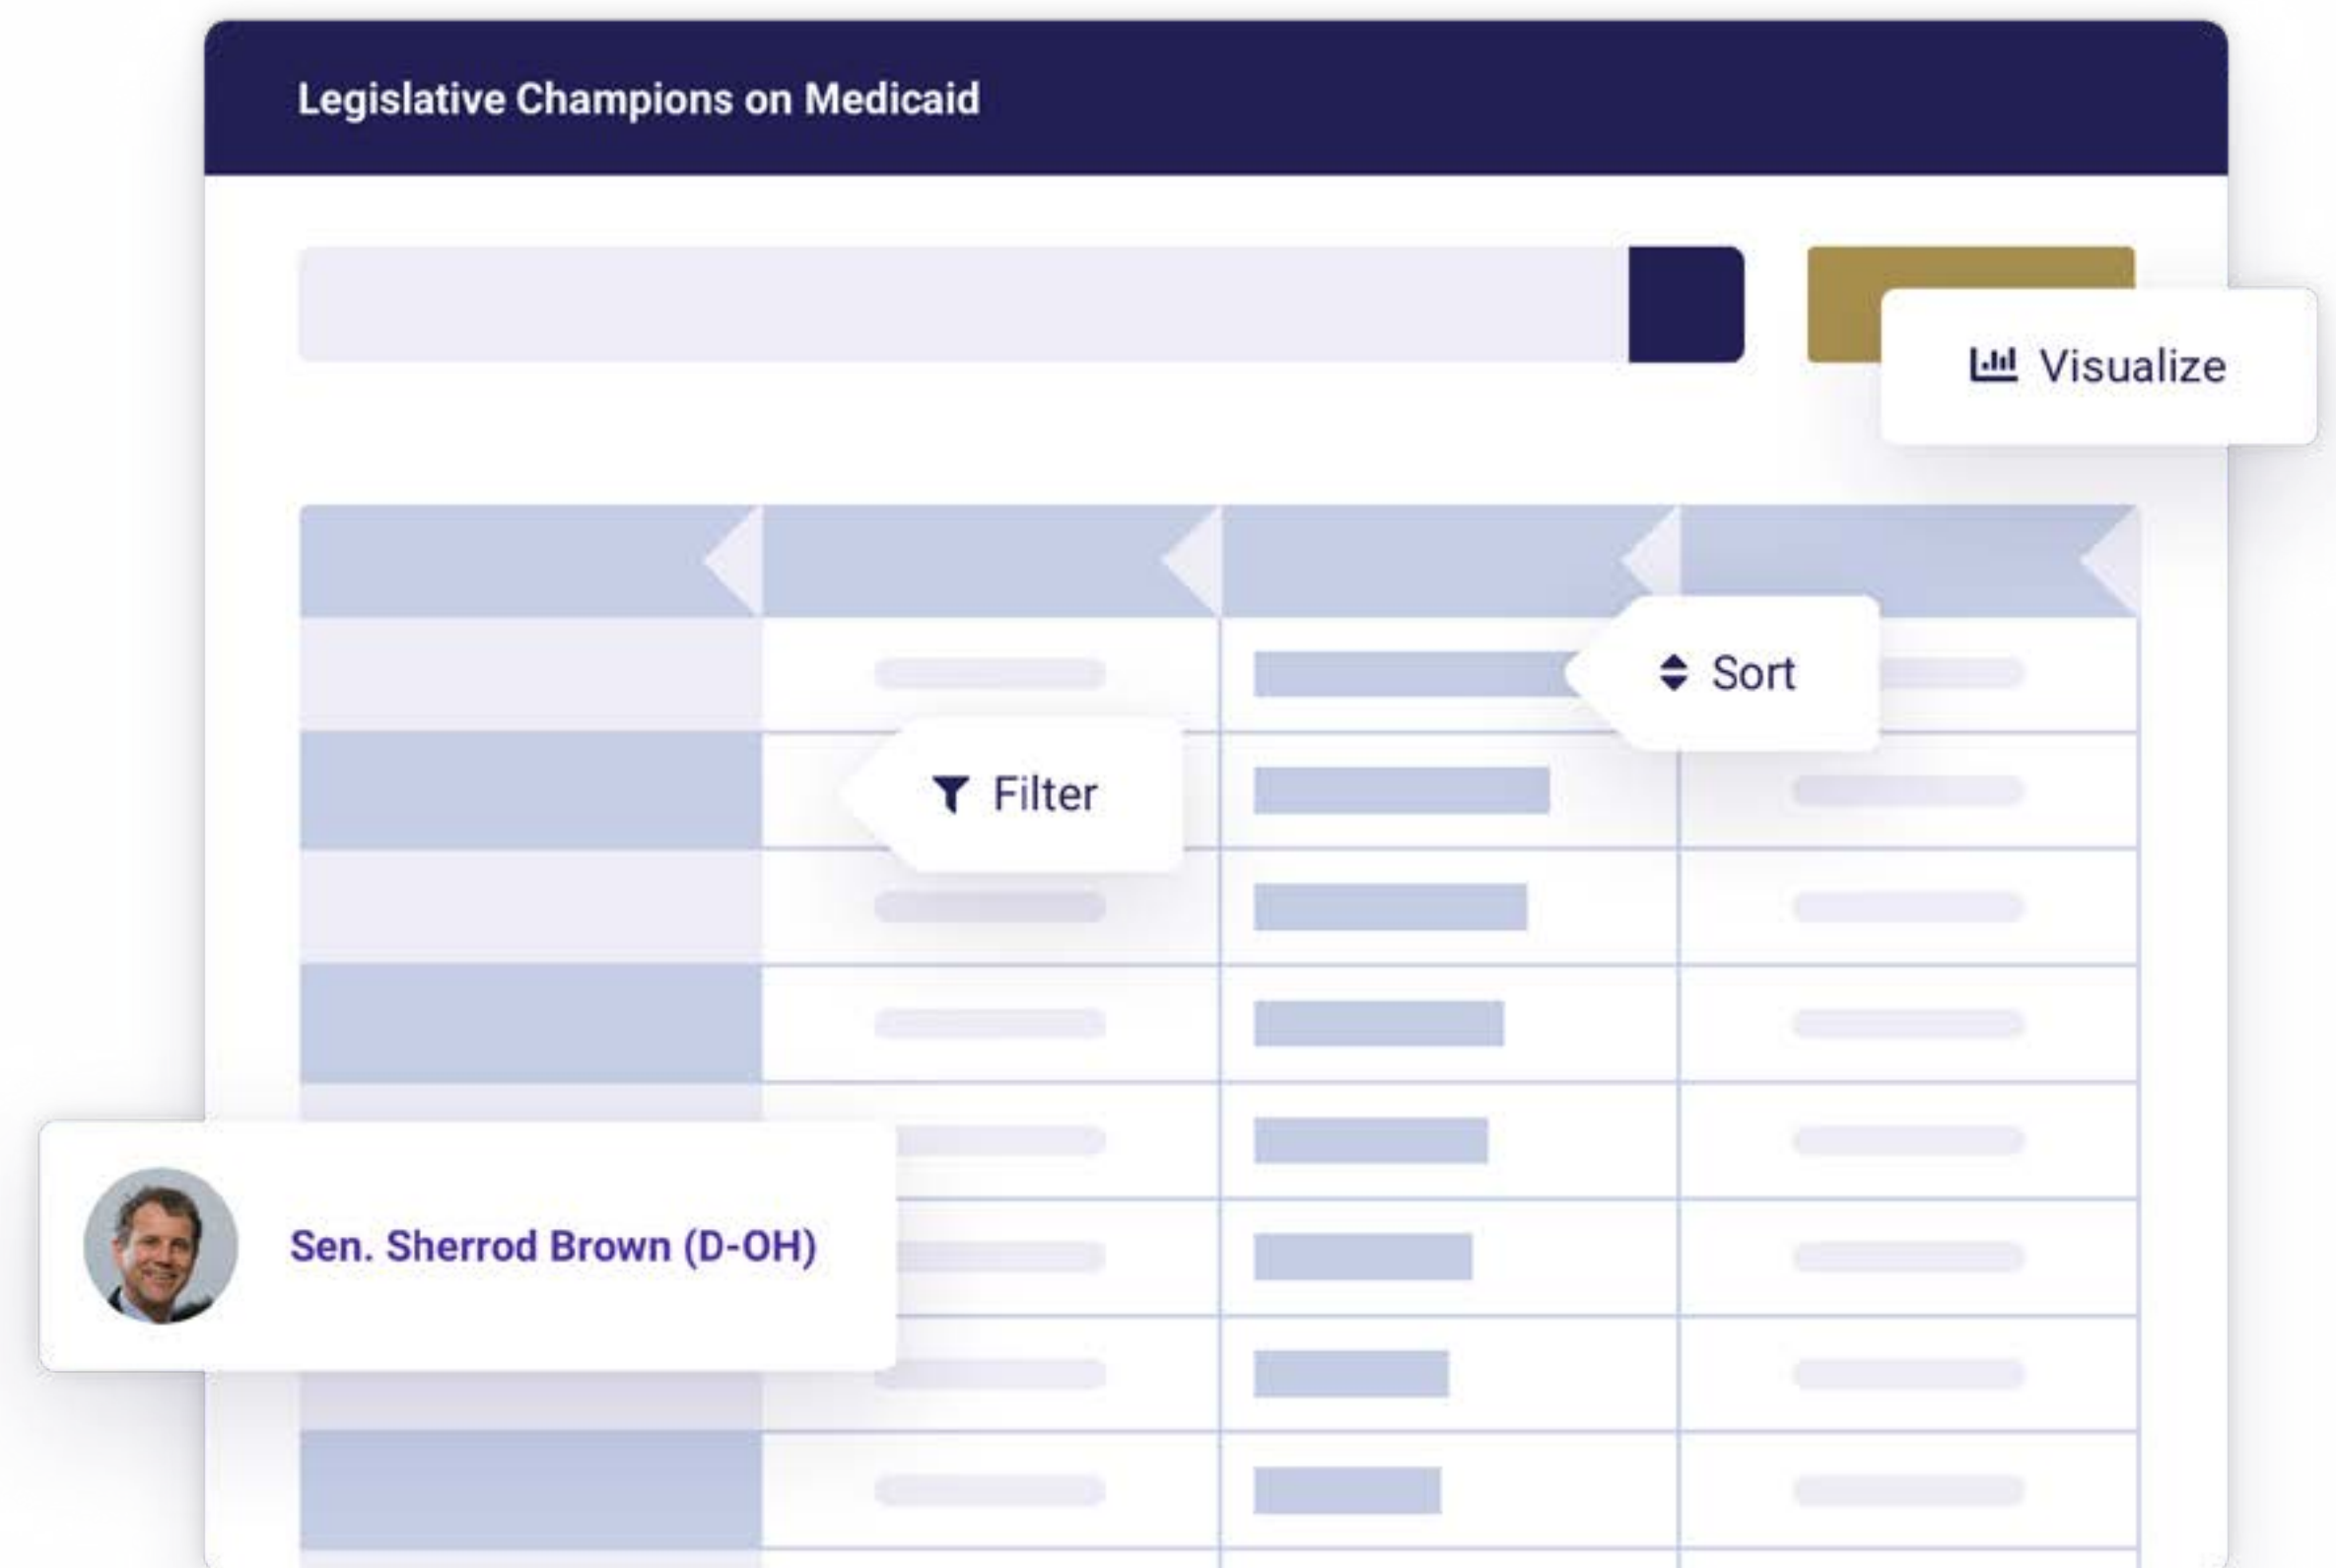 Legislative Champions on Medicaid
Visualize
Sort
Filter
Sen. Sherrod Brown (D-OH)